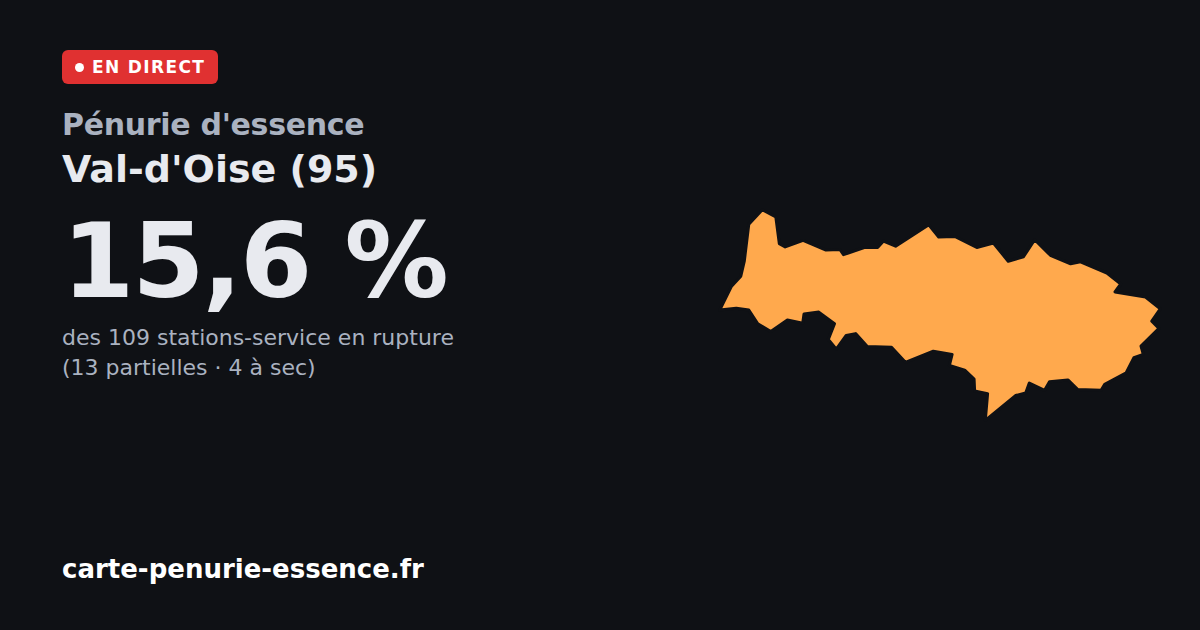 EN DIRECT
Pénurie d'essence
Val-d'Oise (95)
15,6 %
des 109 stations-service en rupture
(13 partielles · 4 à sec)
carte-penurie-essence.fr